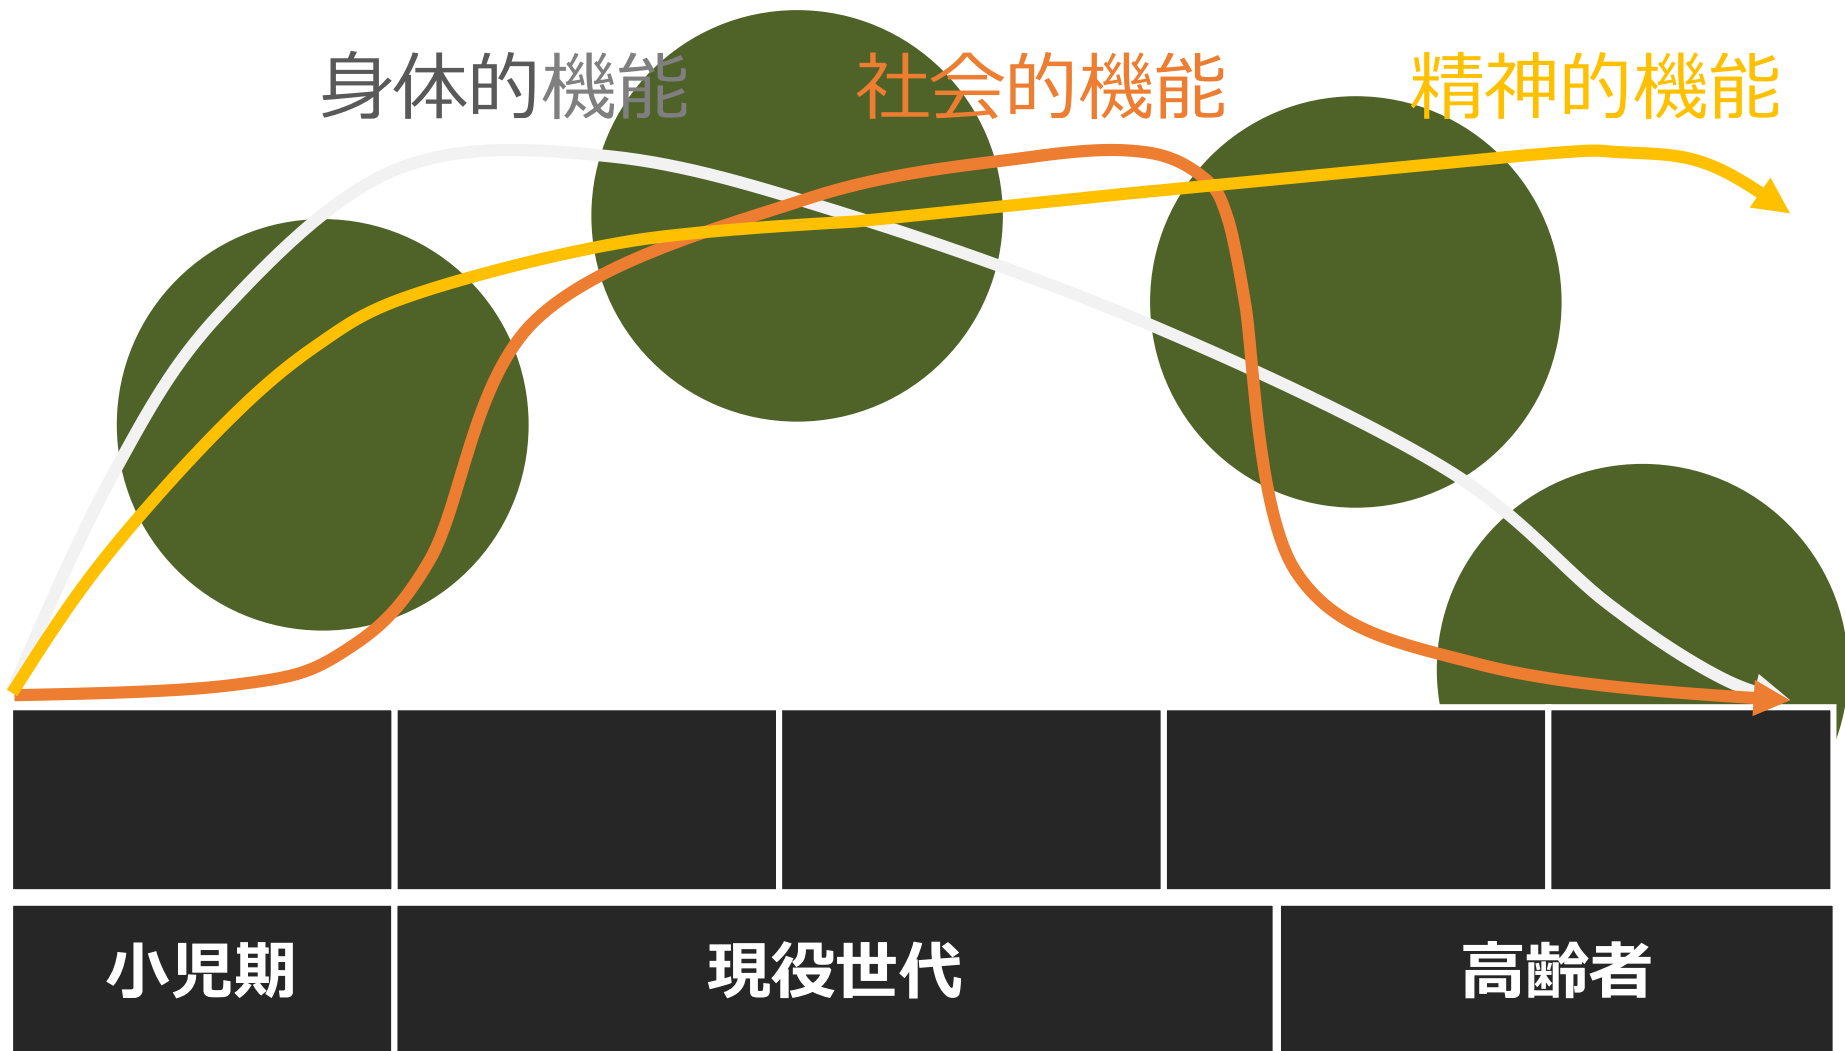 身体的機能
社会的機能
精神的機能
小児期
現役世代
高齢者